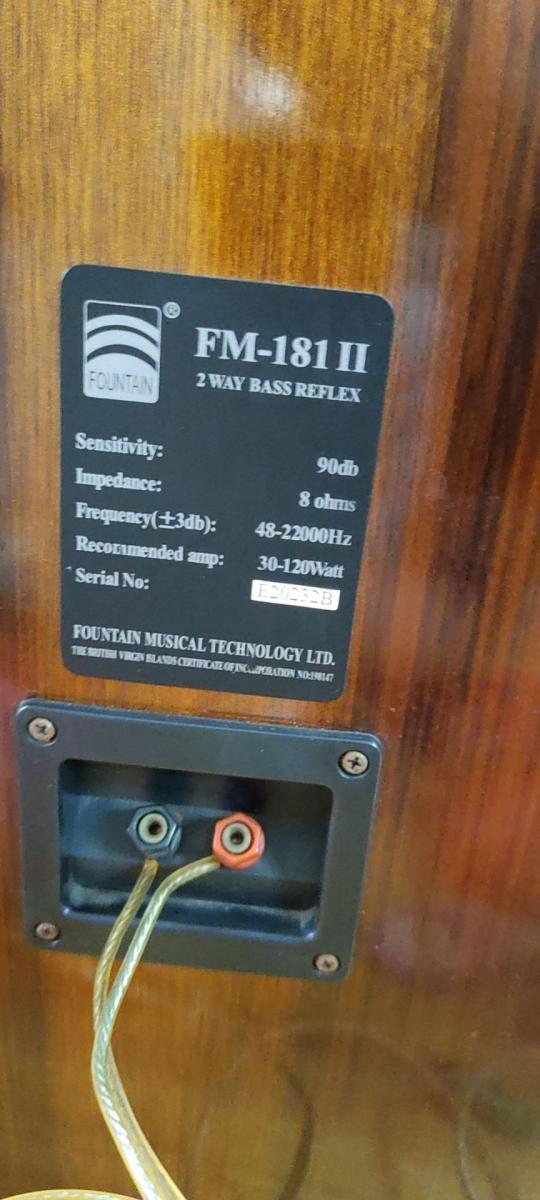 ®
FOUNTAIN
FM-181 II
2 WAY BASS REFLEX
Sensitivity: 90db
Impedance: 8 ohms
Frequency(±3db): 48-22000Hz
Recommended amp: 30-120Watt
Serial No: E20232B
FOUNTAIN MUSICAL TECHNOLOGY LTD.
THE BRITISH VIRGIN ISLANDS CERTIFICATE OF INCORPORATION NO:198147